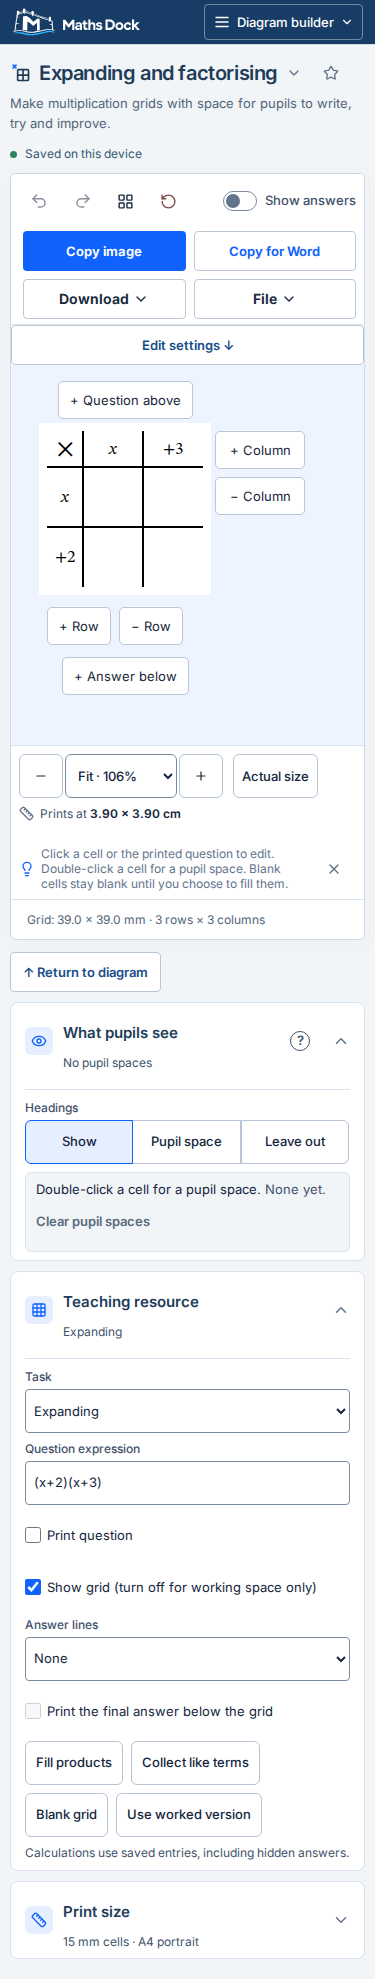 Maths Dock
Diagram builder
Expanding and factorising
Make multiplication grids with space for pupils to write,
try and improve.
Saved on this device
Show answers
Copy image
Copy for Word
Download
File
Edit settings ↓
+ Question above
× x +3
+ Column
− Column
x
+2
+ Row
− Row
+ Answer below
−
Fit · 106%
+
Actual size
Prints at 3.90 × 3.90 cm
Click a cell or the printed question to edit.
Double-click a cell for a pupil space. Blank
cells stay blank until you choose to fill them.
Grid: 39.0 × 39.0 mm · 3 rows × 3 columns
↑ Return to diagram
What pupils see
?
No pupil spaces
Headings
Show
Pupil space
Leave out
Double-click a cell for a pupil space. None yet.
Clear pupil spaces
Teaching resource
Expanding
Task
Expanding
Question expression
(x+2)(x+3)
Print question
Show grid (turn off for working space only)
Answer lines
None
Print the final answer below the grid
Fill products
Collect like terms
Blank grid
Use worked version
Calculations use saved entries, including hidden answers.
Print size
15 mm cells · A4 portrait